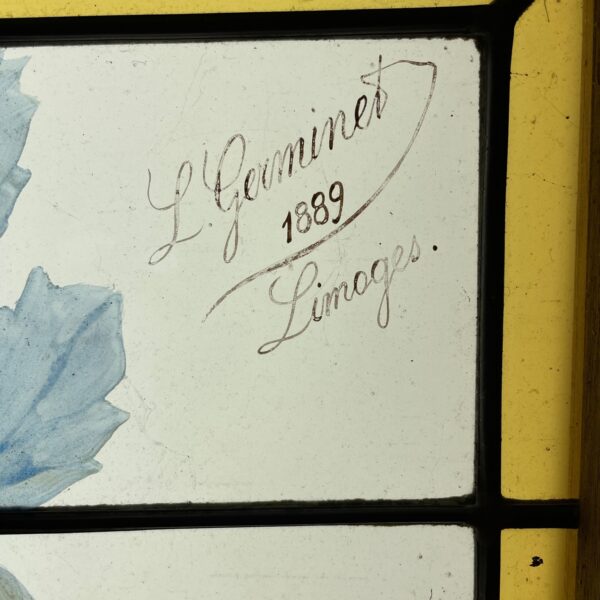 L. Germinet
1889
Limoges.